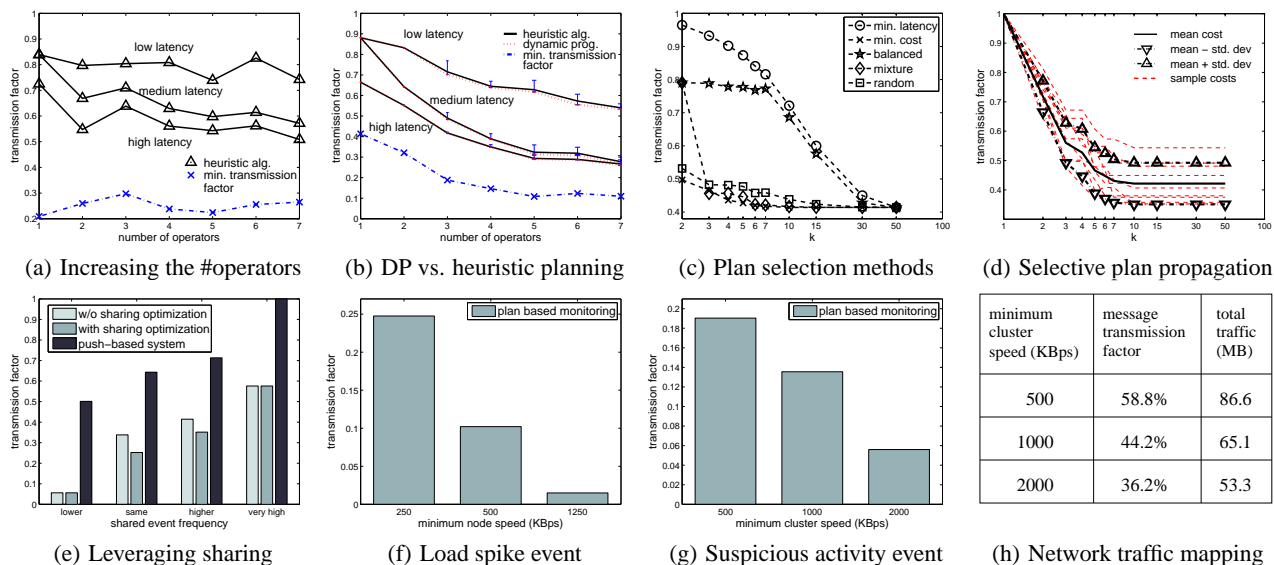 1
0.9
0.8
0.7
0.6
0.5
0.4
0.3
0.2
transmission factor
low latency
medium latency
high latency
heuristic alg.
min. transmission
factor
1 2 3 4 5 6 7
number of operators
(a) Increasing the #operators
1
0.9
0.8
0.7
0.6
0.5
0.4
0.3
0.2
0.1
0
transmission factor
low latency
medium latency
high latency
heuristic alg.
dynamic prog.
min. transmission
factor
1 2 3 4 5 6 7
number of operators
(b) DP vs. heuristic planning
1
0.9
0.8
0.7
0.6
0.5
0.4
transmission factor
min. latency
min. cost
balanced
mixture
random
2 3 4 5 6 7 10 15 30 50 100
k
(c) Plan selection methods
1
0.9
0.8
0.7
0.6
0.5
0.4
transmission factor
mean cost
mean − std. dev
mean + std. dev
sample costs
1 2 3 4 5 6 7 10 15 30 50 100
k
(d) Selective plan propagation
1
0.9
0.8
0.7
0.6
0.5
0.4
0.3
0.2
0.1
0
transmission factor
w/o sharing optimization
with sharing optimization
push−based system
lower same higher very high
shared event frequency
(e) Leveraging sharing
0.25
0.2
0.15
0.1
0.05
0
transmission factor
plan based monitoring
250 500 1250
minimum node speed (KBps)
(f) Load spike event
0.22
0.2
0.18
0.16
0.14
0.12
0.1
0.08
0.06
0.04
0.02
0
transmission factor
plan based monitoring
500 1000 2000
minimum cluster speed (KBps)
(g) Suspicious activity event
minimum message total
cluster transmission traffic
speed (KBps) factor (MB)
500 58.8% 86.6
1000 44.2% 65.1
2000 36.2% 53.3
(h) Network traffic mapping